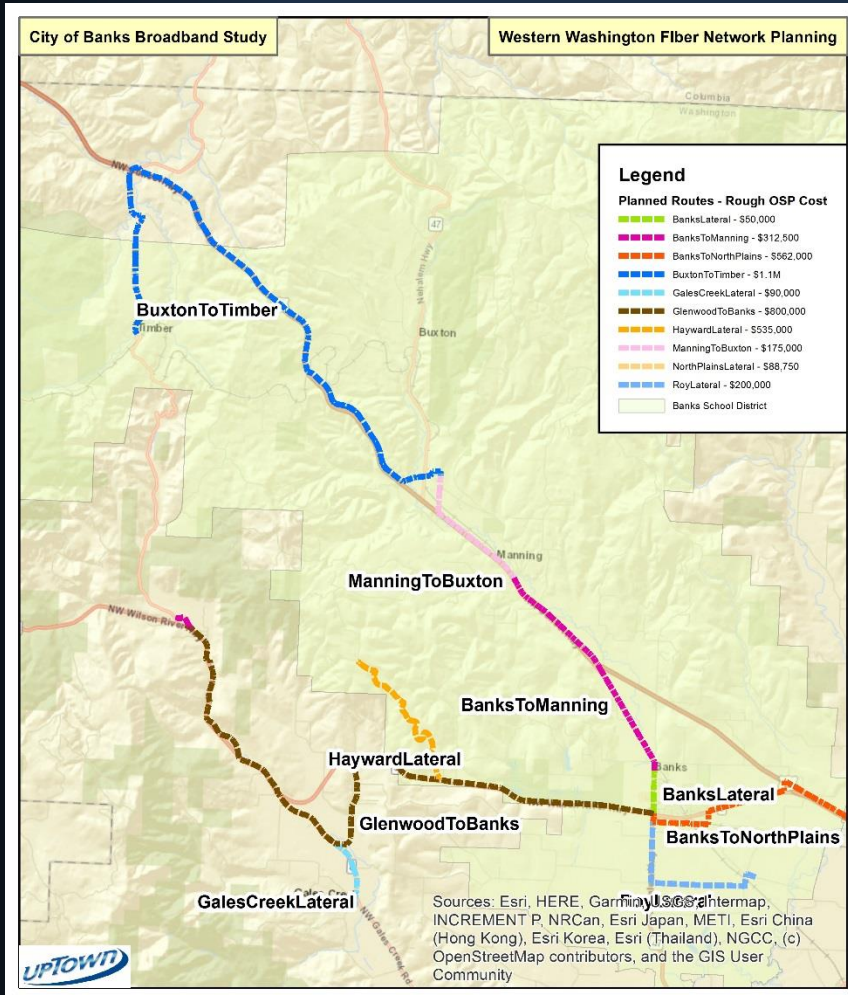 City of Banks Broadband Study
Western Washington FIber Network Planning
Columbia
Washington
Legend
Planned Routes - Rough OSP Cost
BanksLateral - $50,000
BanksToManning - $312,500
BanksToNorthPlains - $562,000
BuxtonToTimber - $1.1M
GalesCreekLateral - $90,000
GlenwoodToBanks - $800,000
HaywardLateral - $535,000
ManningToBuxton - $175,000
NorthPlainsLateral - $88,750
RoyLateral - $200,000
Banks School District
NW
47
Nehalem Hwy
BuxtonToTimber
Timber
Buxton
Manning
ManningToBuxton
NW Wilson River
BanksToManning
Banks
HaywardLateral
BanksLateral
GlenwoodToBanks
BanksToNorthPlains
GalesCreekLateral
NW Gales Creek Rd
RoyLateral
Sources: Esri, HERE, Garmin, USGS, Intermap,
INCREMENT P, NRCan, Esri Japan, METI, Esri China
(Hong Kong), Esri Korea, Esri (Thailand), NGCC, (c)
OpenStreetMap contributors, and the GIS User
Community
UPTOWN